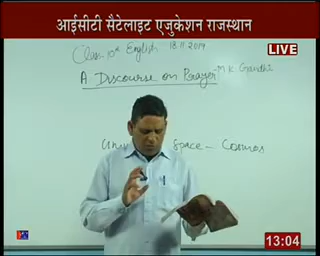 आईसीटी सैटेलाइट एजुकेशन राजस्थान
LIVE
Class-10th English 18.11.2019
A Discourse on Prayer - M.K. Gandhi
Space - Cosmos
13:04